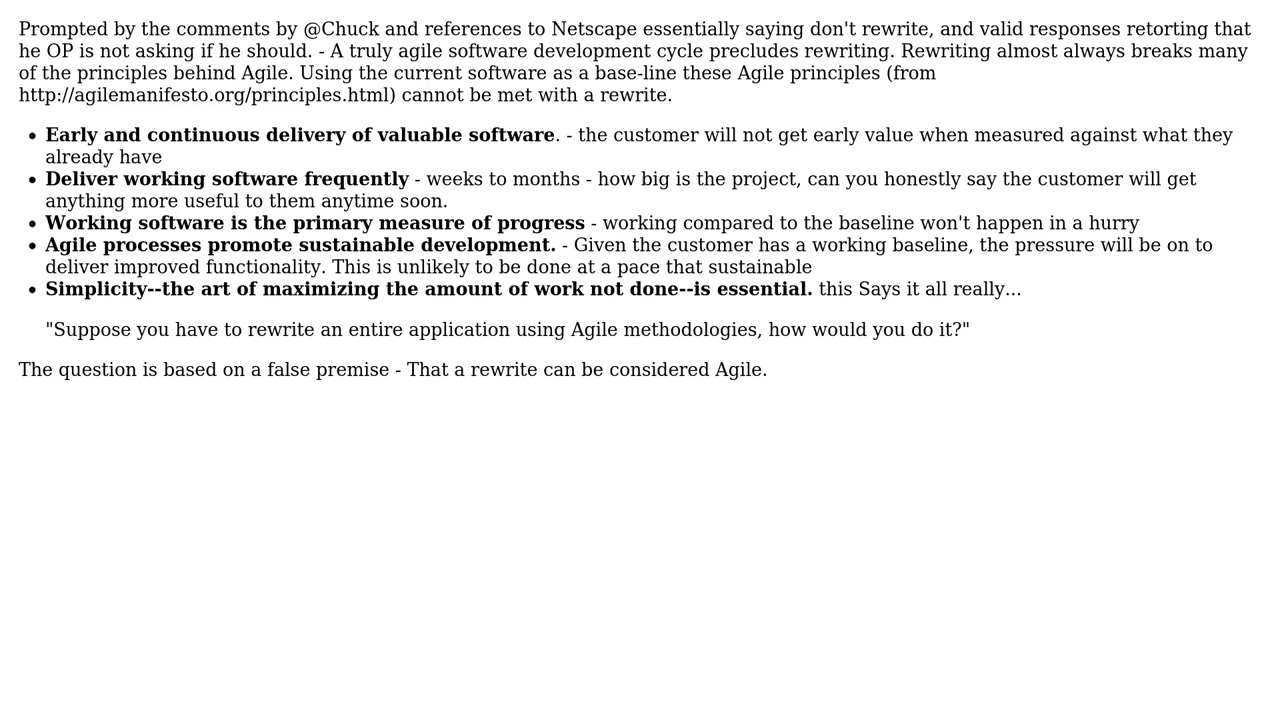 Prompted by the comments by @Chuck and references to Netscape essentially saying don't rewrite, and valid responses retorting that
he OP is not asking if he should. - A truly agile software development cycle precludes rewriting. Rewriting almost always breaks many
of the principles behind Agile. Using the current software as a base-line these Agile principles (from
http://agilemanifesto.org/principles.html) cannot be met with a rewrite.
• Early and continuous delivery of valuable software. - the customer will not get early value when measured against what they
already have
• Deliver working software frequently - weeks to months - how big is the project, can you honestly say the customer will get
anything more useful to them anytime soon.
• Working software is the primary measure of progress - working compared to the baseline won't happen in a hurry
• Agile processes promote sustainable development. - Given the customer has a working baseline, the pressure will be on to
deliver improved functionality. This is unlikely to be done at a pace that sustainable
• Simplicity--the art of maximizing the amount of work not done--is essential. this Says it all really...
"Suppose you have to rewrite an entire application using Agile methodologies, how would you do it?"
The question is based on a false premise - That a rewrite can be considered Agile.